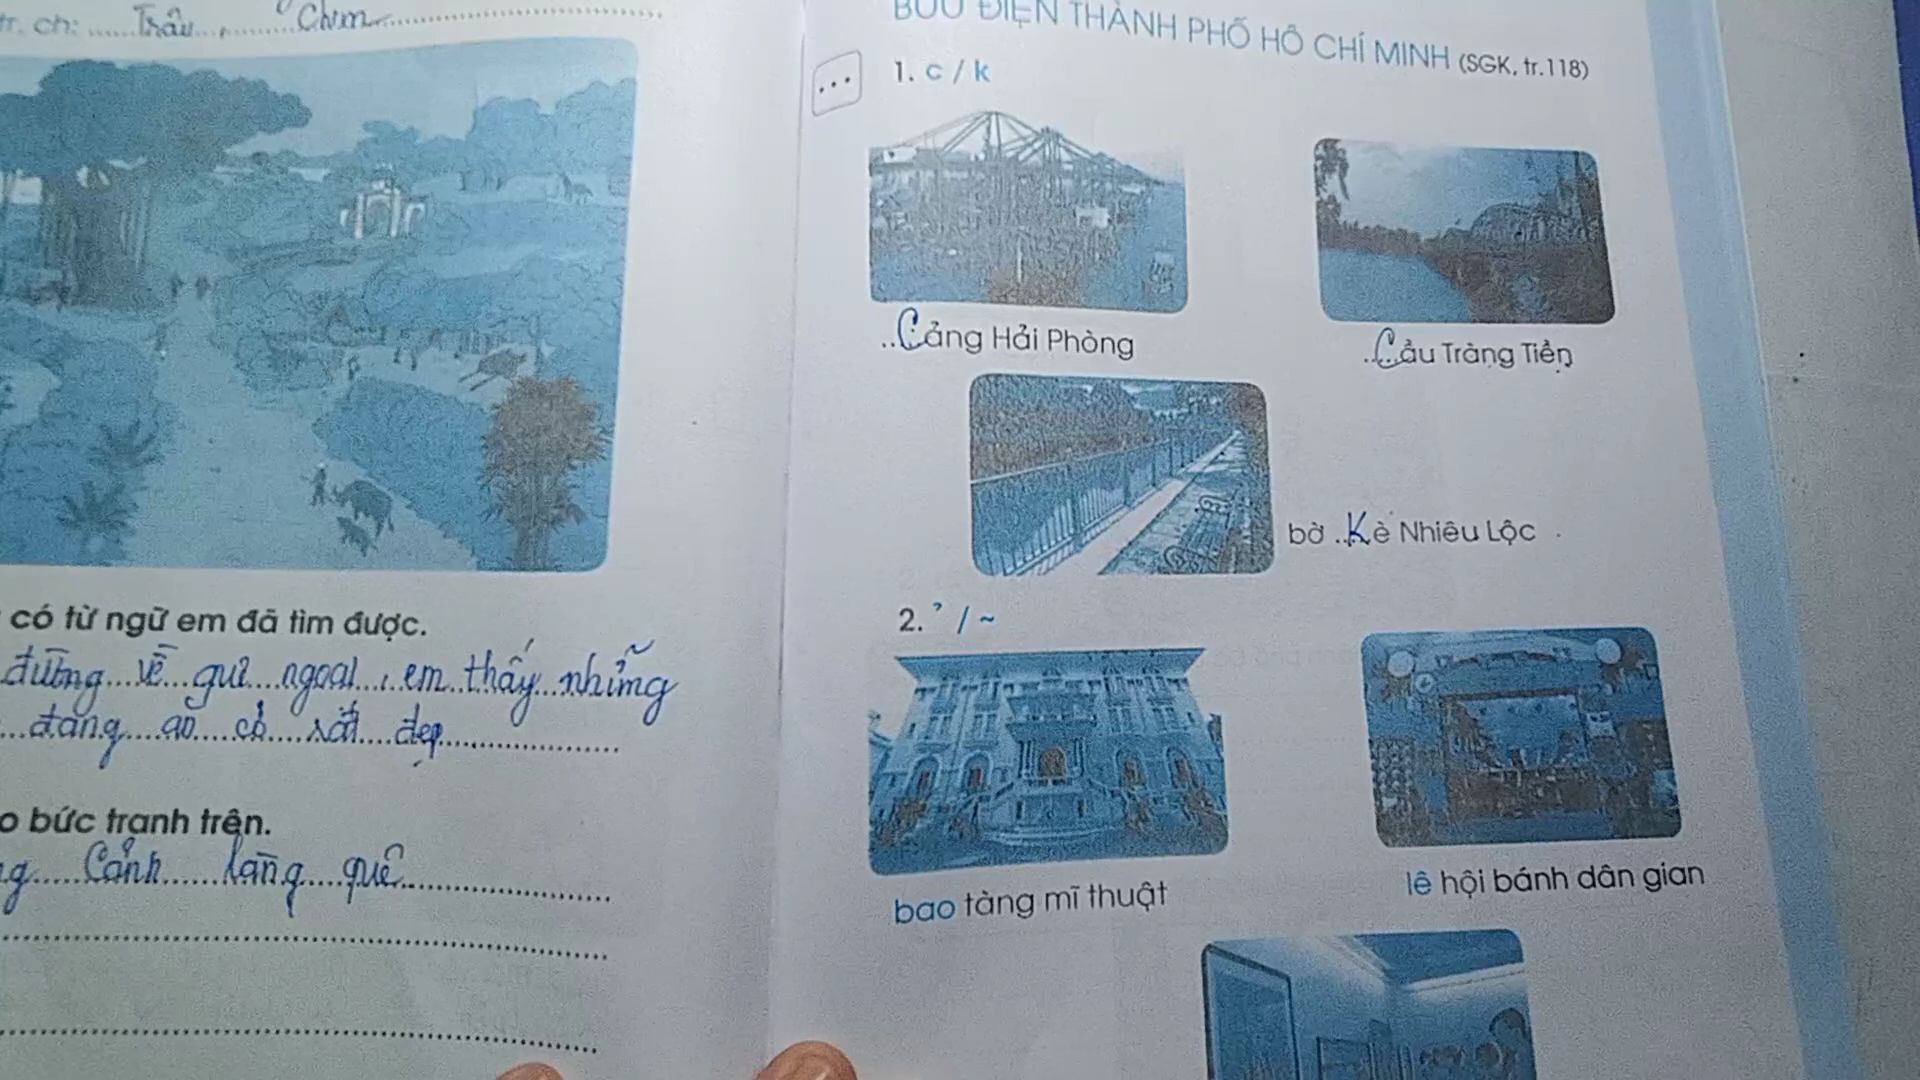 tr, ch: Trâu, Chim
có từ ngữ em đã tìm được.
đường về quê ngoại, em thấy những
đang ăn cỏ rất đẹp
o bức tranh trên.
Cảnh làng quê
BƯU ĐIỆN THÀNH PHỐ HỒ CHÍ MINH (SGK, tr.118)
1. c / k
Cảng Hải Phòng
Cầu Tràng Tiền
bờ Kè Nhiêu Lộc
2. ̉ / ~
bao tàng mĩ thuật
lê hội bánh dân gian